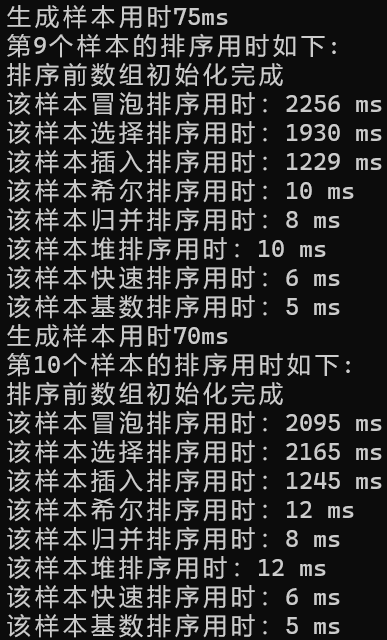 生成样本用时75ms
第9个样本的排序用时如下:
排序前数组初始化完成
该样本冒泡排序用时: 2256 ms
该样本选择排序用时: 1930 ms
该样本插入排序用时: 1229 ms
该样本希尔排序用时: 10 ms
该样本归并排序用时: 8 ms
该样本堆排序用时: 10 ms
该样本快速排序用时: 6 ms
该样本基数排序用时: 5 ms
生成样本用时70ms
第10个样本的排序用时如下:
排序前数组初始化完成
该样本冒泡排序用时: 2095 ms
该样本选择排序用时: 2165 ms
该样本插入排序用时: 1245 ms
该样本希尔排序用时: 12 ms
该样本归并排序用时: 8 ms
该样本堆排序用时: 12 ms
该样本快速排序用时: 6 ms
该样本基数排序用时: 5 ms